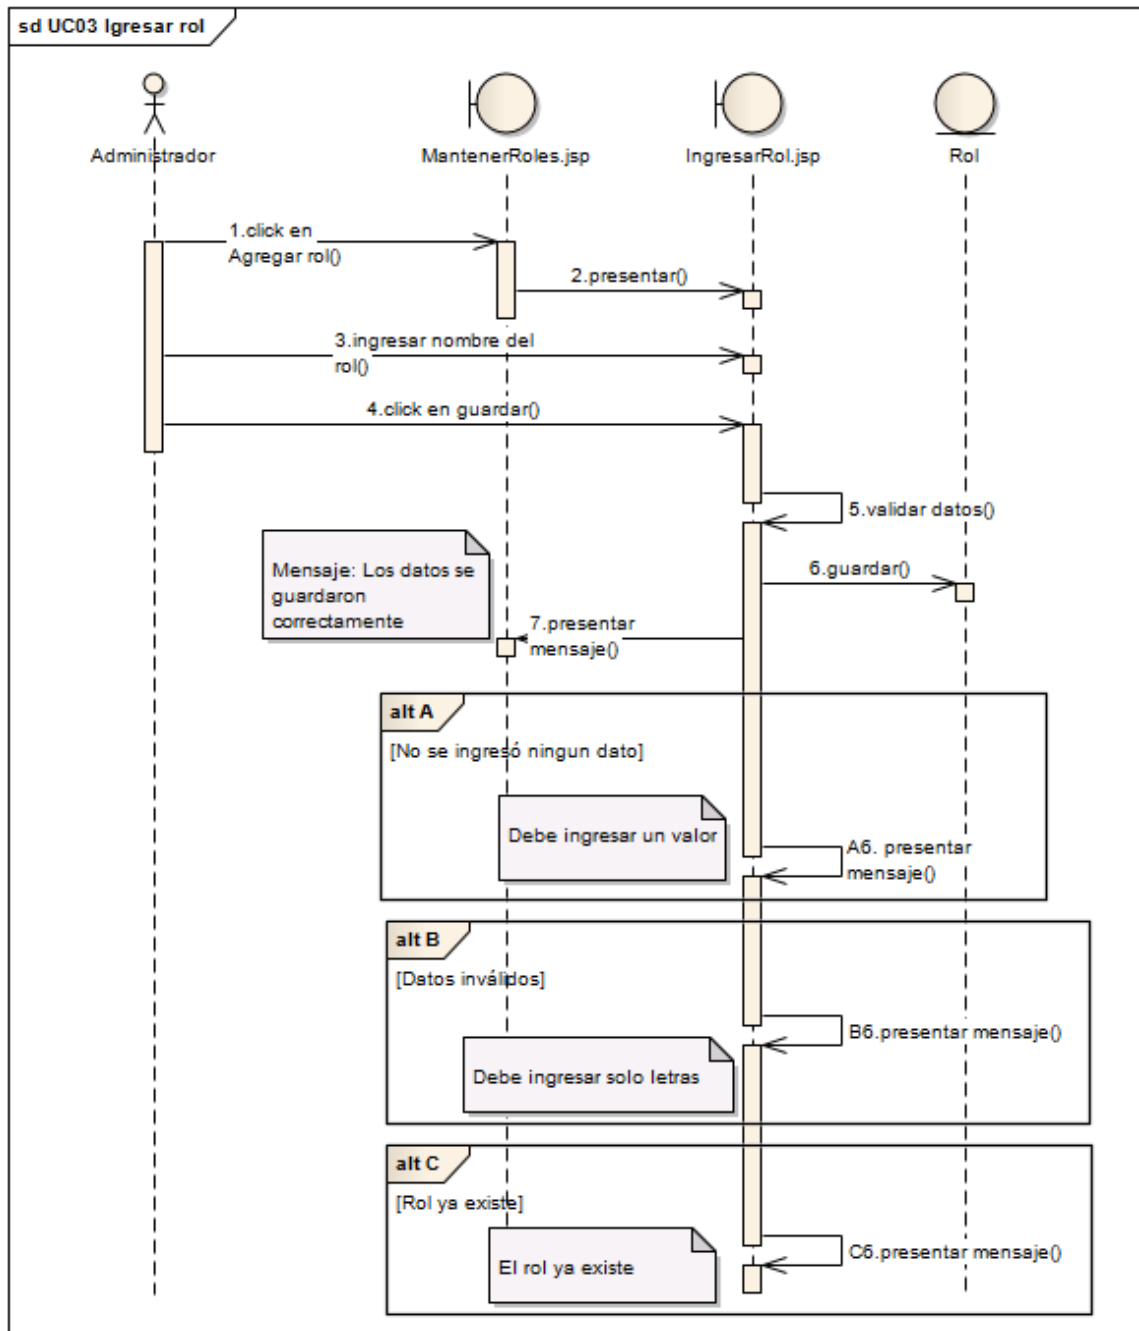 sd UC03 Igresar rol
Administrador
MantenerRoles.jsp
IngresarRol.jsp
Rol
1.click en
Agregar rol()
2.presentar()
3.ingresar nombre del
rol()
4.click en guardar()
5.validar datos()
Mensaje: Los datos se
guardaron
correctamente
6.guardar()
7.presentar
mensaje()
alt A
[No se ingresó ningun dato]
Debe ingresar un valor
A6. presentar
mensaje()
alt B
[Datos inválidos]
B6.presentar mensaje()
Debe ingresar solo letras
alt C
[Rol ya existe]
C6.presentar mensaje()
El rol ya existe